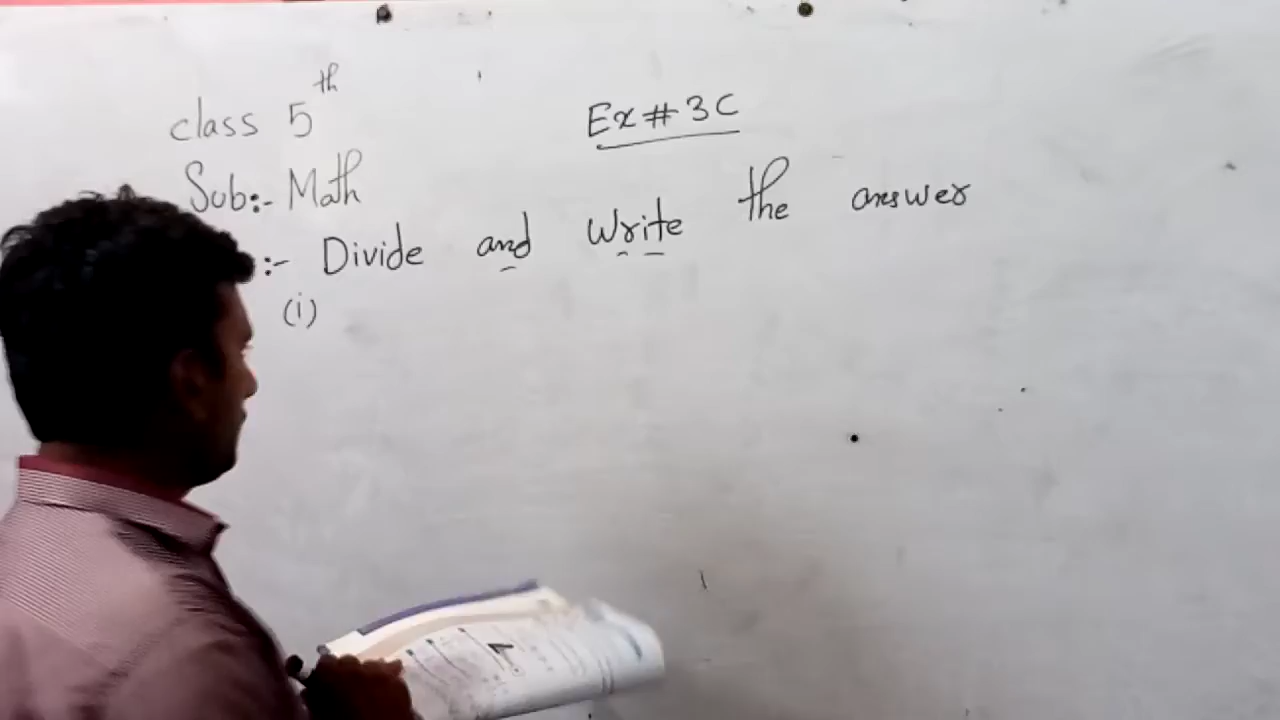 class 5th
Ex # 3C
Sub:- Math
:- Divide and Write the answer
(i)